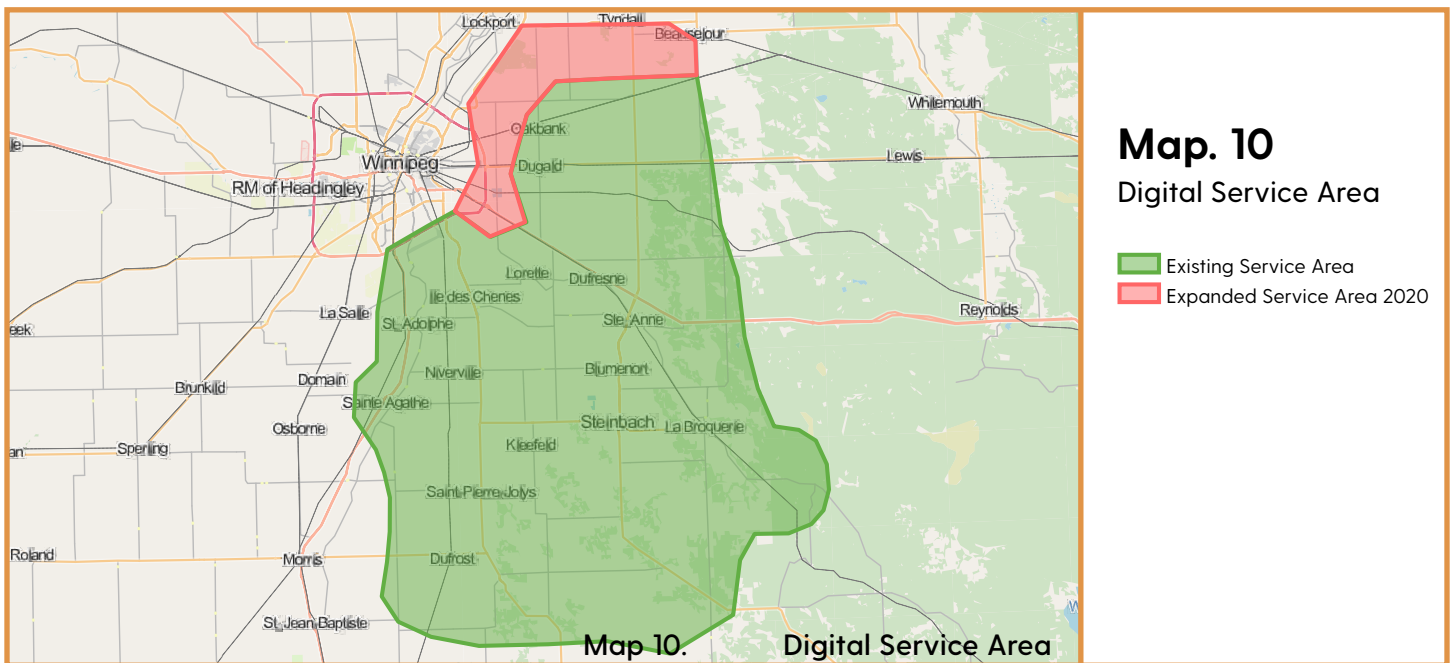 Lockport
Tyndall
Beausejour
Whitemouth
Oakbank
Winnipeg
Dugald
Lewis
RM of Headingley
le
Lorette
Dufresne
Ile des Chenes
La Salle
St. Adolphe
Ste. Anne
Reynolds
eek
Niverville
Blumenort
Domain
Brunkild
Sainte Agathe
Steinbach
La Broquerie
Osborne
Sperling
an
Kleefeld
Saint-Pierre-Jolys
Roland
Morris
Dufrost
St. Jean Baptiste
W
Map 10. Digital Service Area
Map. 10
Digital Service Area
Existing Service Area
Expanded Service Area 2020